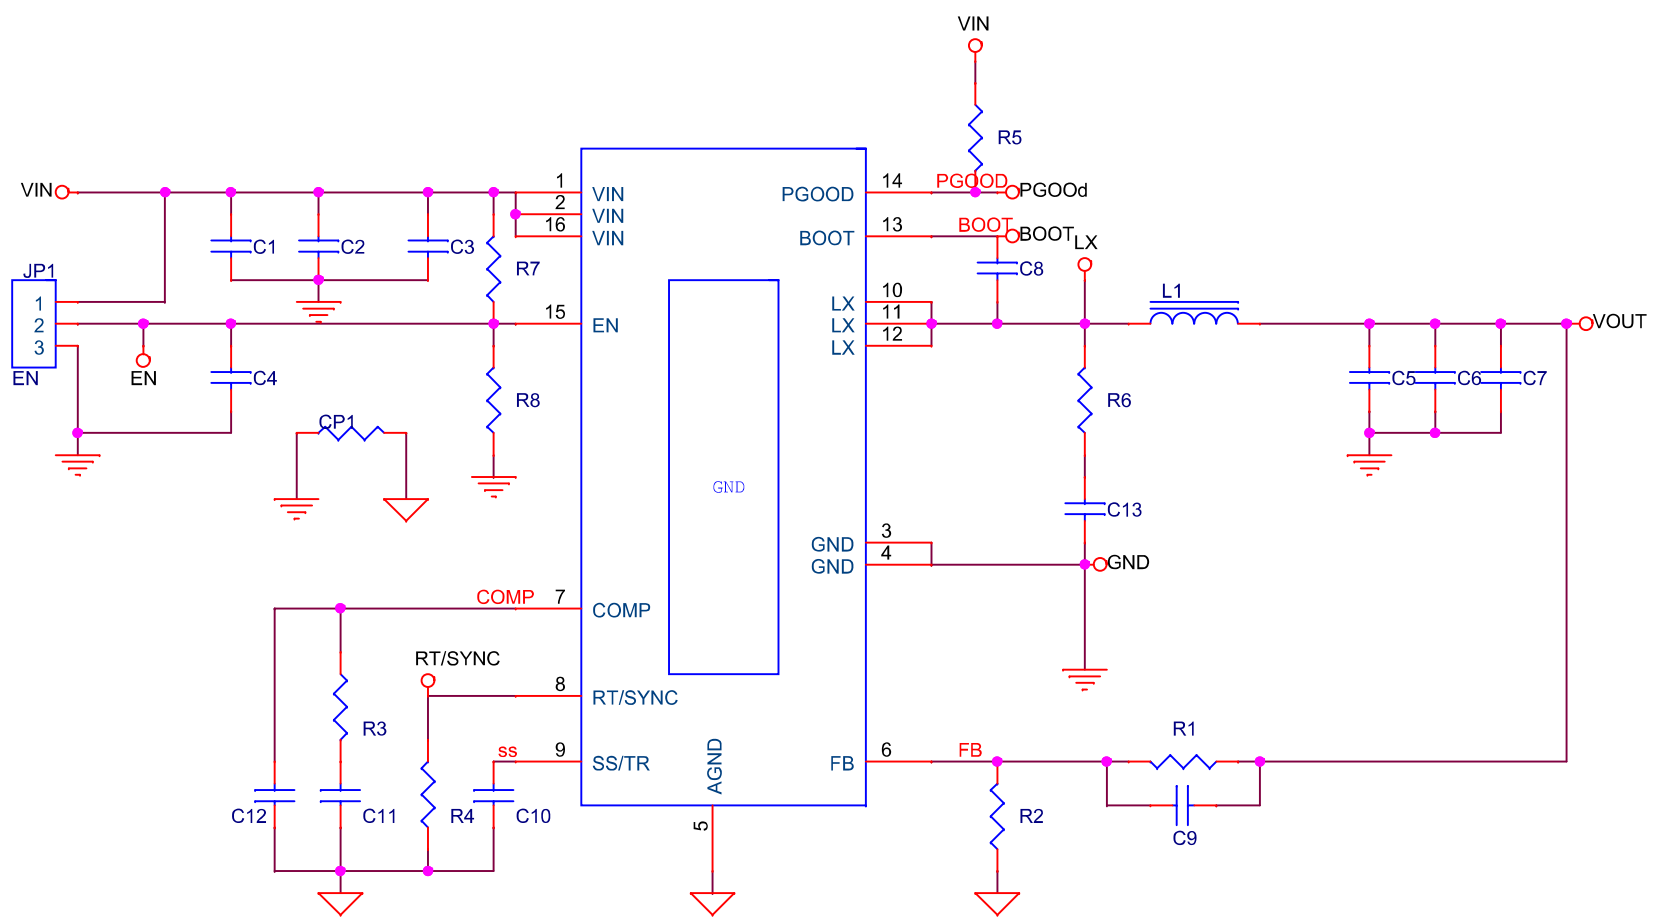 VIN
R5
PGOOD
PGOOd
14
PGOOD
VIN
1
VIN
2
VIN
16
VIN
13
BOOT
BOOT
BOOT
LX
C1
C2
C3
R7
C8
JP1
1
2
3
EN
EN
15
EN
10
LX
11
LX
12
LX
L1
VOUT
C4
R8
CP1
R6
C5
C6
C7
GND
C13
3
GND
4
GND
GND
COMP
7
COMP
RT/SYNC
8
RT/SYNC
R3
ss
9
SS/TR
AGND
5
6
FB
FB
R1
C12
C11
R4
C10
R2
C9